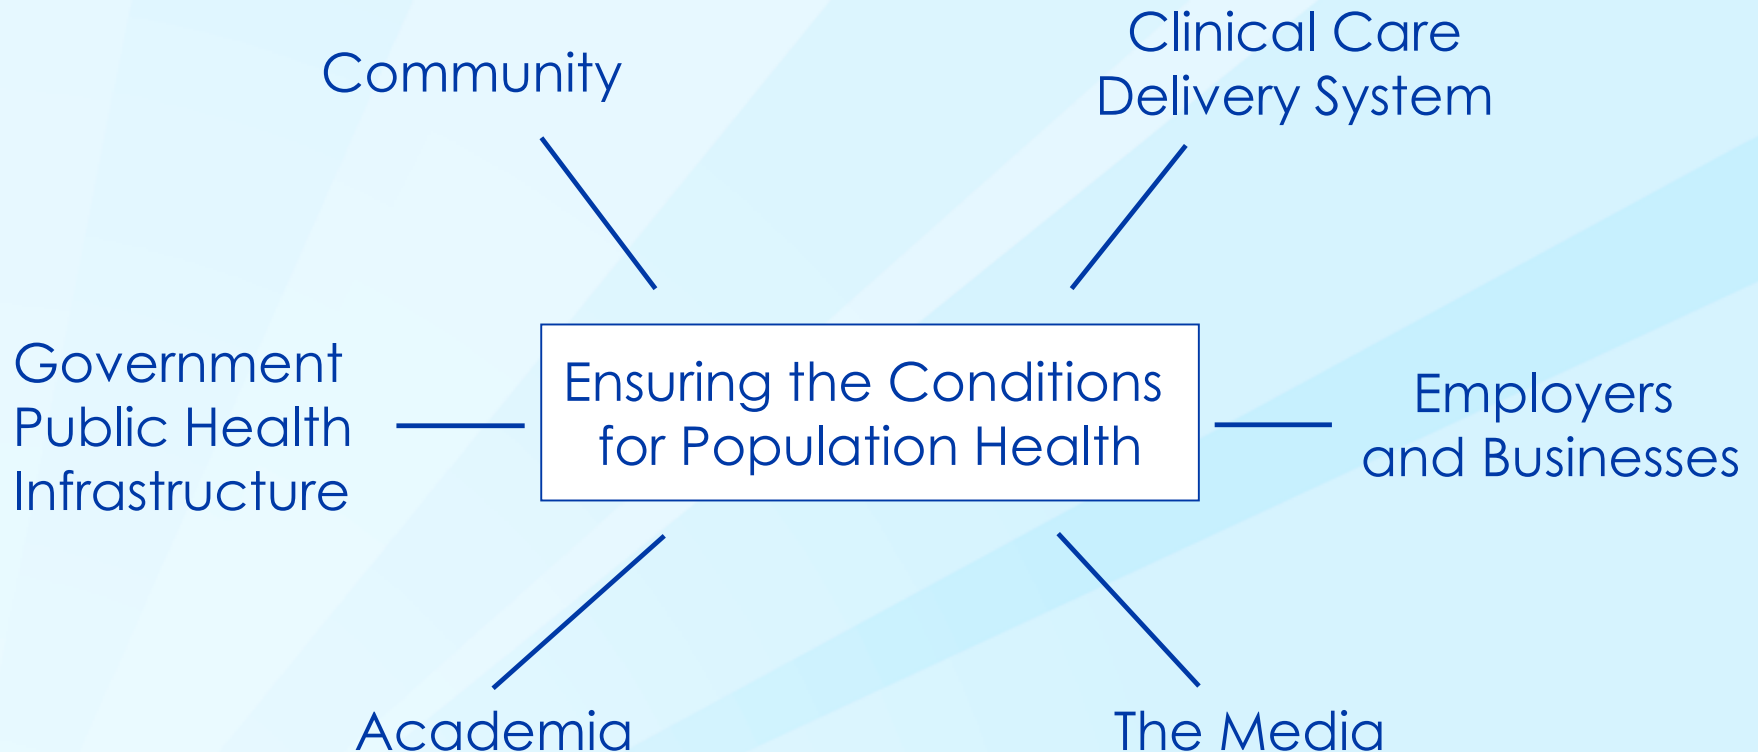 Community
Clinical Care
Delivery System
Government
Public Health
Infrastructure
Ensuring the Conditions
for Population Health
Employers
and Businesses
Academia
The Media